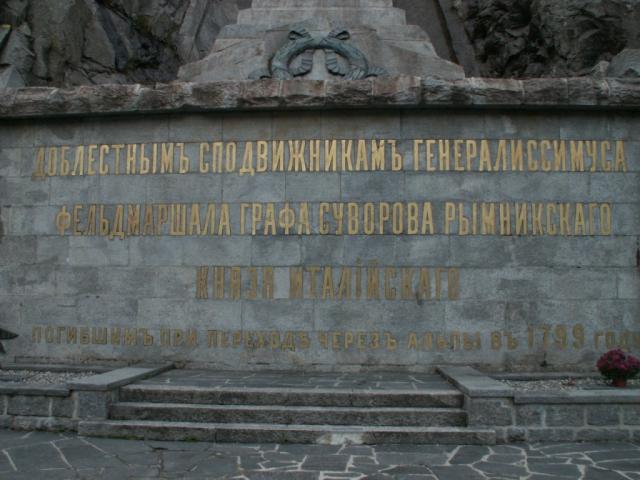 ДОБЛЕСТНЫМЪ СПОДВИЖНИКАМЪ ГЕНЕРАЛИССИМУСА
ФЕЛЬДМАРШАЛА ГРАФА СУВОРОВА РЫМНИКСКАГО
КНЯЗЯ ИТАЛІЙСКАГО
ПОГИБШИМЪ ПРИ ПЕРЕХОДѢ ЧЕРЕЗЪ АЛЬПЫ ВЪ 1799 ГОДУ